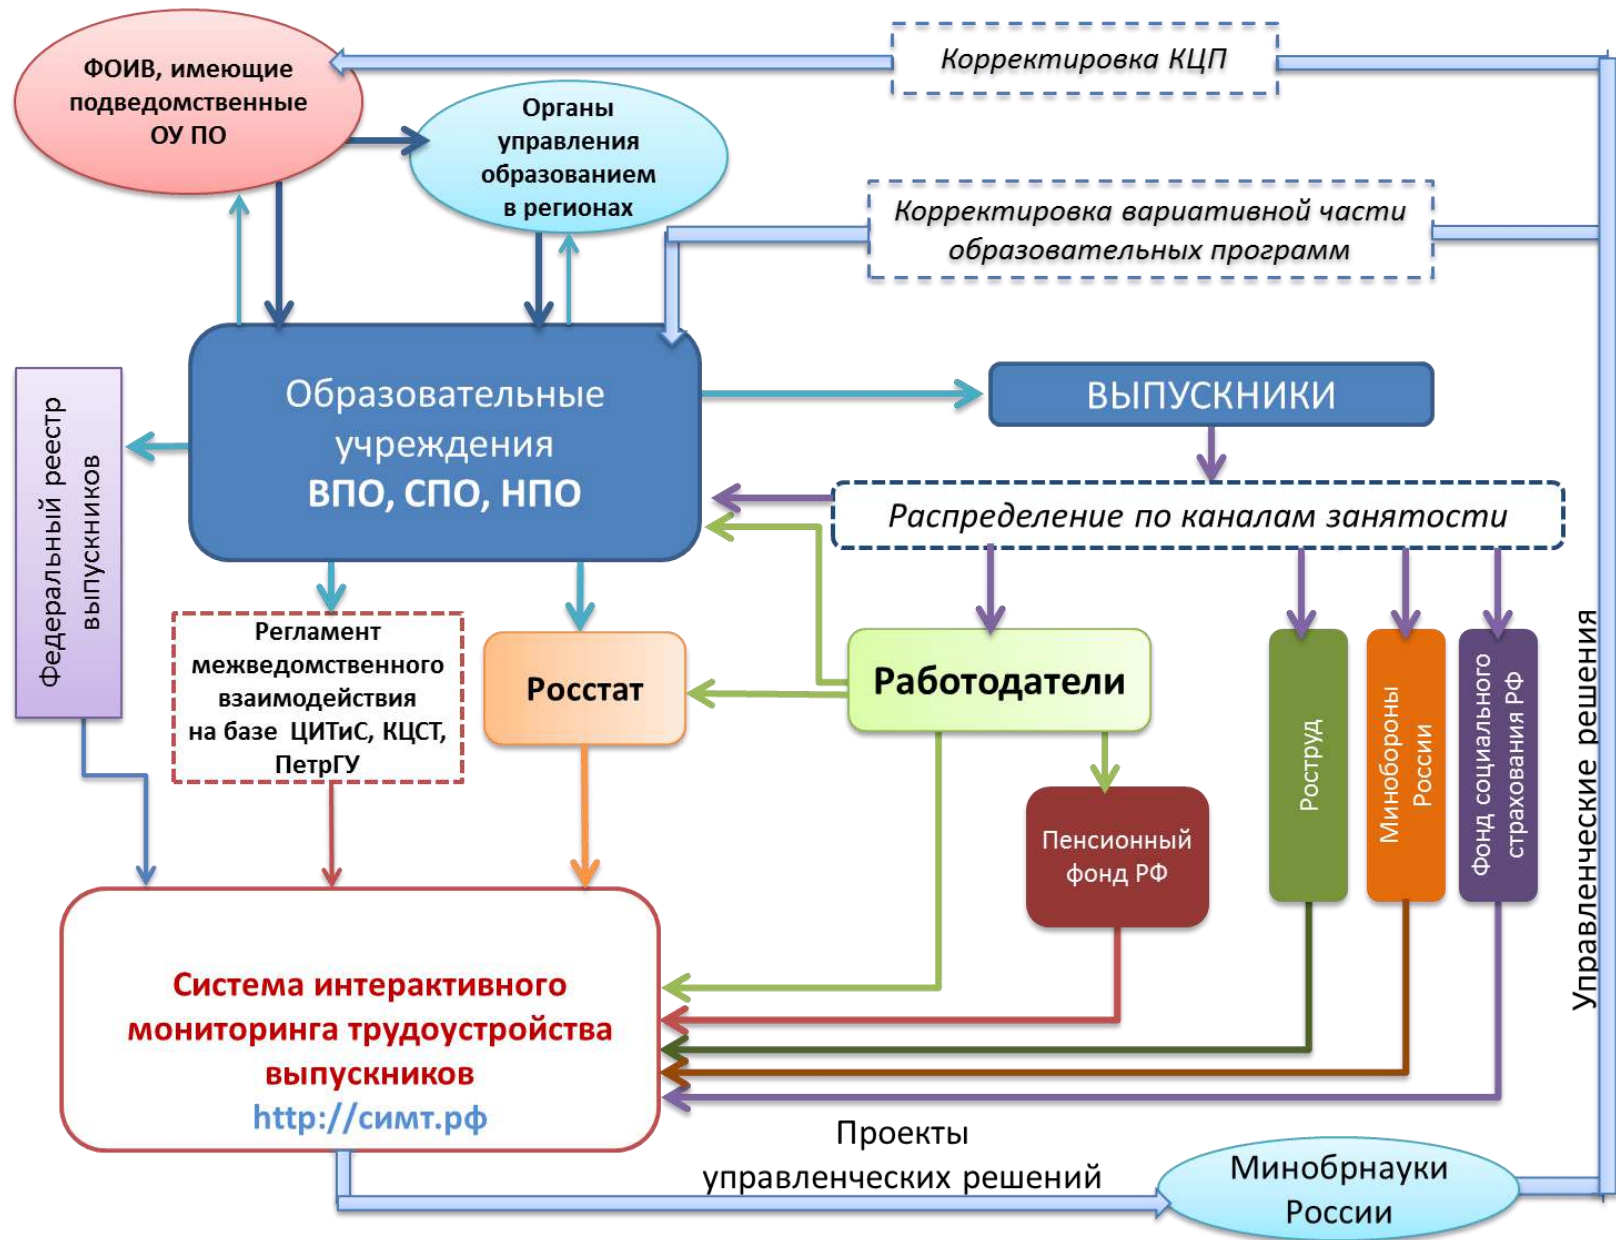 ФОИВ, имеющие
подведомственные
ОУ ПО
Корректировка КЦП
Органы
управления
образованием
в регионах
Корректировка вариативной части
образовательных программ
Образовательные
учреждения
ВПО, СПО, НПО
ВЫПУСКНИКИ
Федеральный реестр
выпускников
Распределение по каналам занятости
Регламент
межведомственного
взаимодействия
на базе ЦИТиС, КЦСТ,
ПетрГУ
Росстат
Работодатели
Пенсионный
фонд РФ
Роструд
Минобороны
России
Фонд социального
страхования РФ
Управленческие решения
Система интерактивного
мониторинга трудоустройства
выпускников
http://симт.рф
Проекты
управленческих решений
Минобрнауки
России